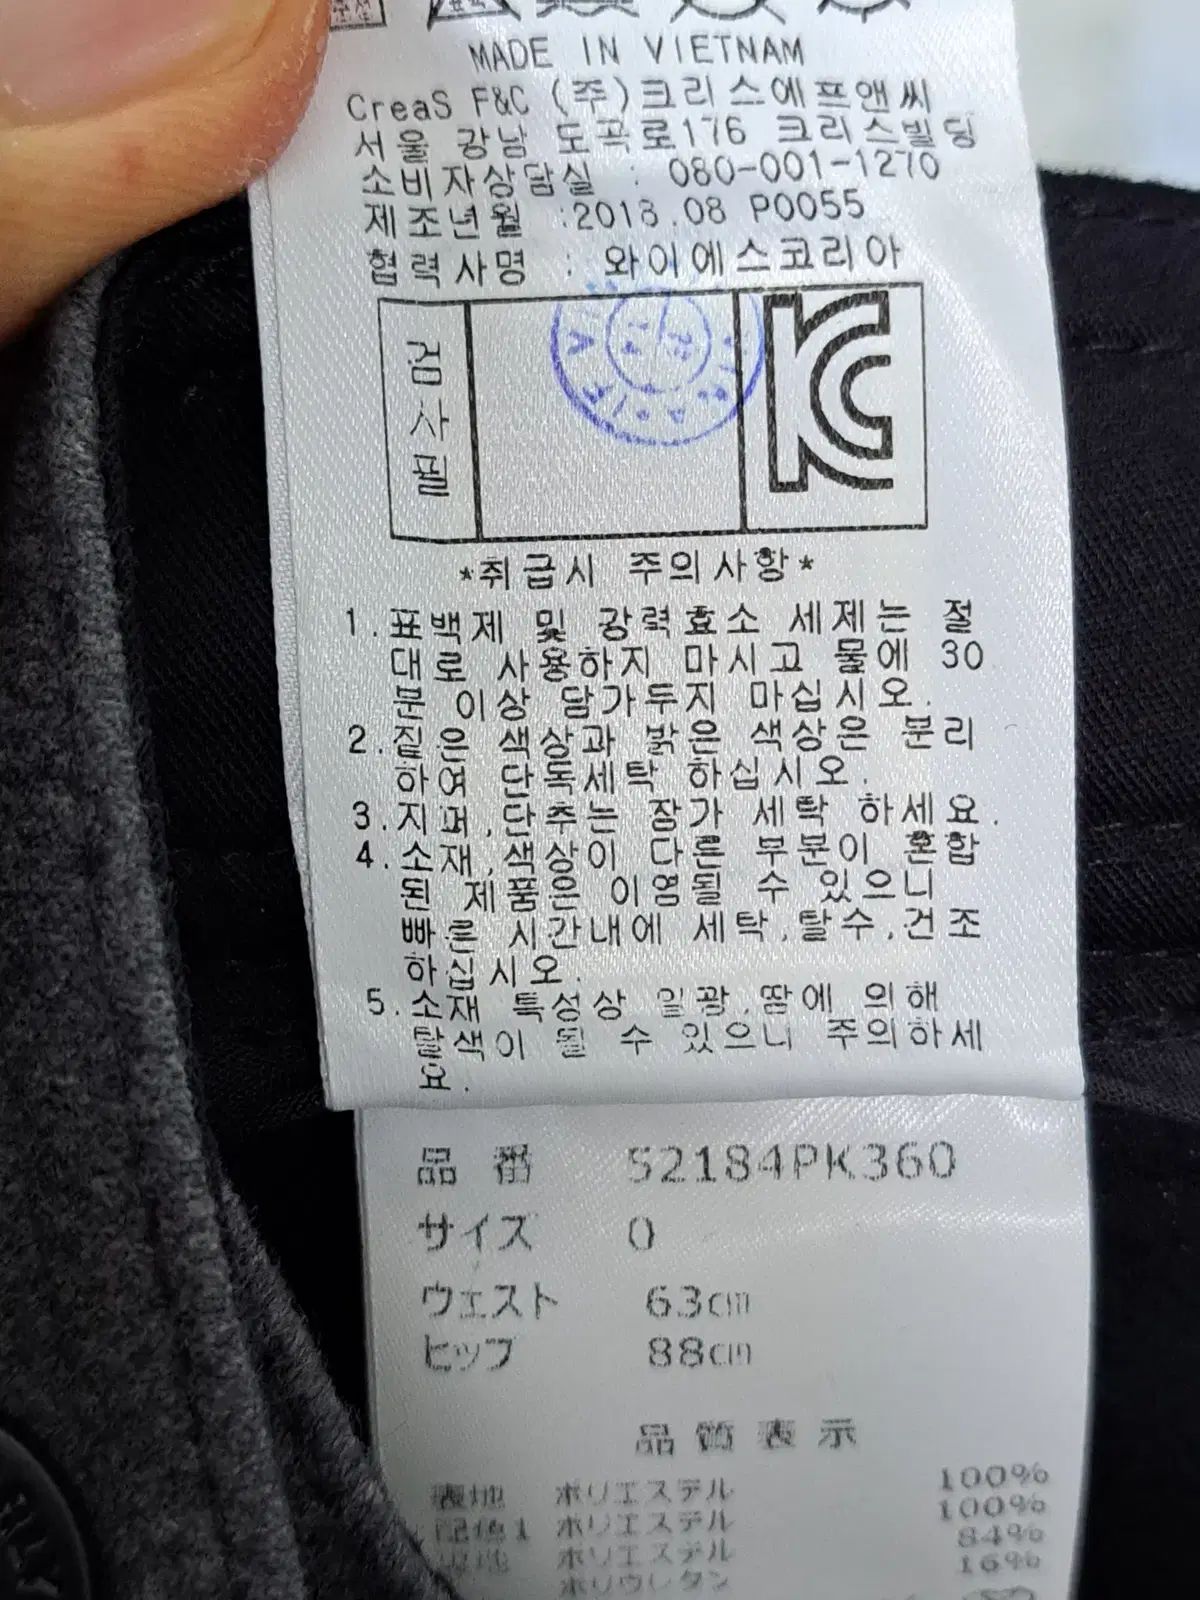 MADE IN VIETNAM
CreaS F&C (주)크리스에프앤씨
서울 강남 도곡로176 크리스빌딩
소비자상담실 : 080-001-1270
제조년월 :2018.08 P0055
협력사명 : 와이에스코리아
검사필
KC
*취급시 주의사항*
1.표백제 및 강력효소 세제는 절
대로 사용하지 마시고 물에 30
분 이상 담가두지 마십시오.
2.짙은 색상과 밝은 색상은 분리
하여 단독세탁 하십시오.
3.지퍼,단추는 잠가 세탁 하세요.
4.소재,색상이 다른 부분이 혼합
된 제품은 이염될 수 있으니
빠른 시간내에 세탁,탈수,건조
하십시오.
5.소재 특성상 일광,땀에 의해
탈색이 될 수 있으니 주의하세
요.
品番 52184PK360
サイズ 0
ウェスト 63cm
ヒップ 88cm
品質表示
表地 ポリエステル 100%
配地1 ポリエステル 100%
ポリエステル 84%
ポリウレタン 16%